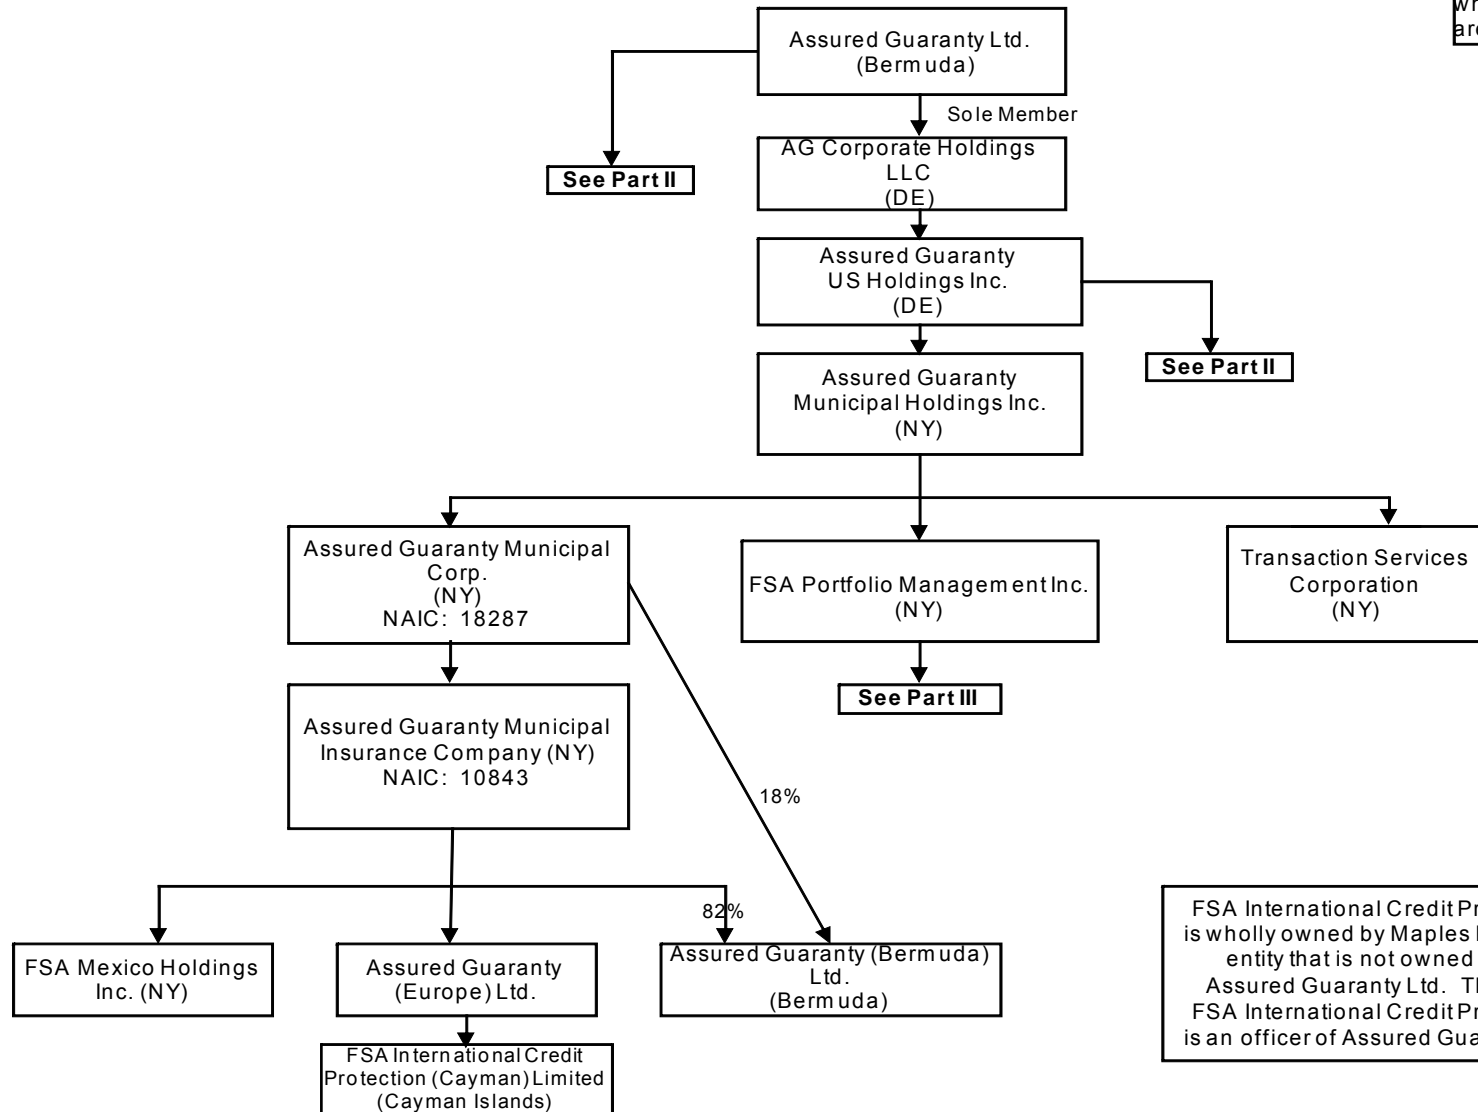 Assured Guaranty Ltd.
(Bermuda)
Sole Member
AG Corporate Holdings
LLC
(DE)
See Part II
Assured Guaranty
US Holdings Inc.
(DE)
See Part II
Assured Guaranty
Municipal Holdings Inc.
(NY)
Assured Guaranty Municipal
Corp.
(NY)
NAIC: 18287
FSA Portfolio Management Inc.
(NY)
Transaction Services
Corporation
(NY)
See Part III
Assured Guaranty Municipal
Insurance Company (NY)
NAIC: 10843
18%
82%
FSA Mexico Holdings
Inc. (NY)
Assured Guaranty
(Europe) Ltd.
Assured Guaranty (Bermuda)
Ltd.
(Bermuda)
FSA International Credit
Protection (Cayman) Limited
(Cayman Islands)
FSA International Credit
is wholly owned by Maples
entity that is not owned
Assured Guaranty Ltd.
FSA International Credit
is an officer of Assured